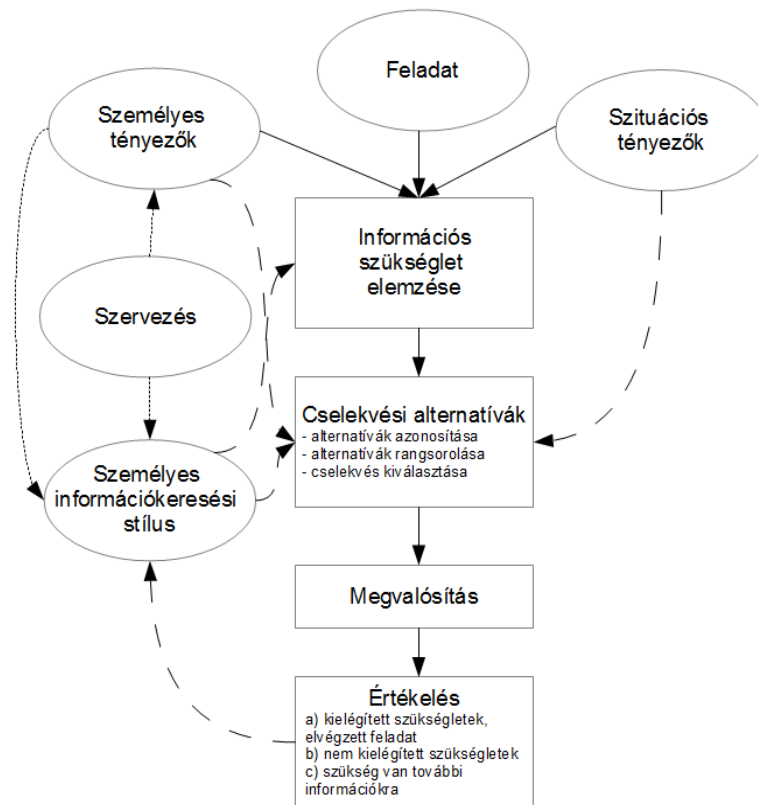 Feladat
Személyes
tényezők
Szituációs
tényezők
Információs
szükséglet
elemzése
Szervezés
Cselekvési alternatívák
- alternatívák azonosítása
- alternatívák rangsorolása
- cselekvés kiválasztása
Személyes
információkeresési
stílus
Megvalósítás
Értékelés
a) kielégített szükségletek,
elvégzett feladat
b) nem kielégített szükségletek
c) szükség van további
információkra